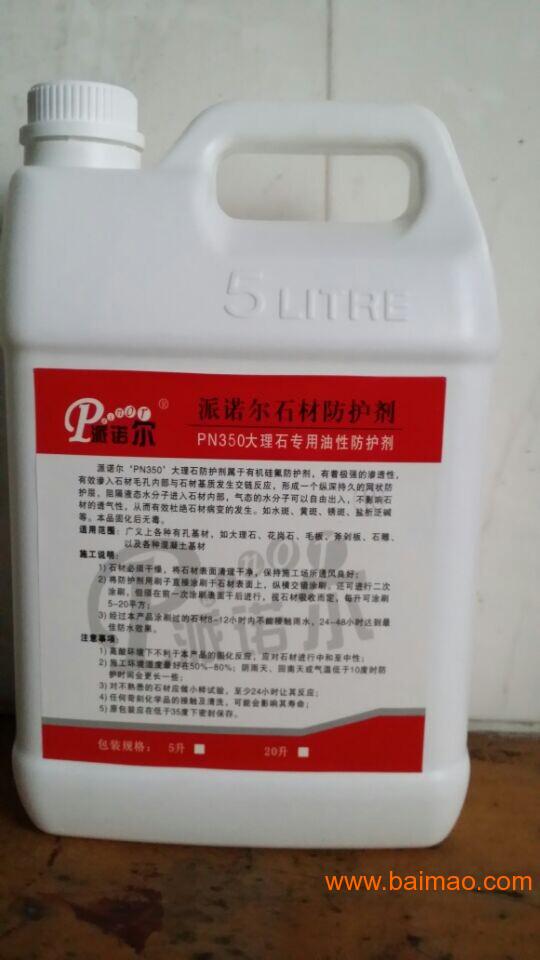 5 LITRE
Pinor ®
派诺尔
派诺尔石材防护剂
PN350大理石专用油性防护剂
派诺尔“PN350”大理石防护剂属于有机硅氟防护剂，有着极强的渗透性，
有效渗入石材毛孔内部与石材基质发生交链反应，形成一个纵深持久的网状防
护层，阻隔液态水分子进入石材内部，气态的水分子可以自由出入，不影响石
材的透气性，从而有效杜绝石材病变的发生。如水斑、黄斑、锈斑、盐析泛碱
等。本品固化后无毒。
适用范围：广义上各种有孔基材，如大理石、花岗石、毛板、斧剁板、石雕、
以及各种混凝土基材
施工说明：
1）石材必须干燥，将石材表面清理干净，保持施工场所通风良好；
2）将防护剂用刷子直接涂刷于石材表面上，纵横交错涂刷，还可进行二次
涂刷，但须在前一次涂刷表面干后进行，视石材吸收而定，每升可涂刷
5-20平方；
3）经过本产品涂刷过的石材8-12小时内不能接触雨水，24-48小时达到最
佳防水效果。
注意事项：
1）高酸环境下不利于本产品的固化反应，应对石材进行中和至中性；
2）施工环境湿度最好在50%-80%；阴雨天、回南天或气温低于10度时防
护时间会更长一些；
3）对不熟悉的石材应做小样试验，至少24小时让其反应；
4）任何苛刻化学品的接触及清洗，可能会影响其寿命；
5）原包装应在低于35度下密封保存。
派诺尔
包装规格： 5升 20升
www.baimao.com